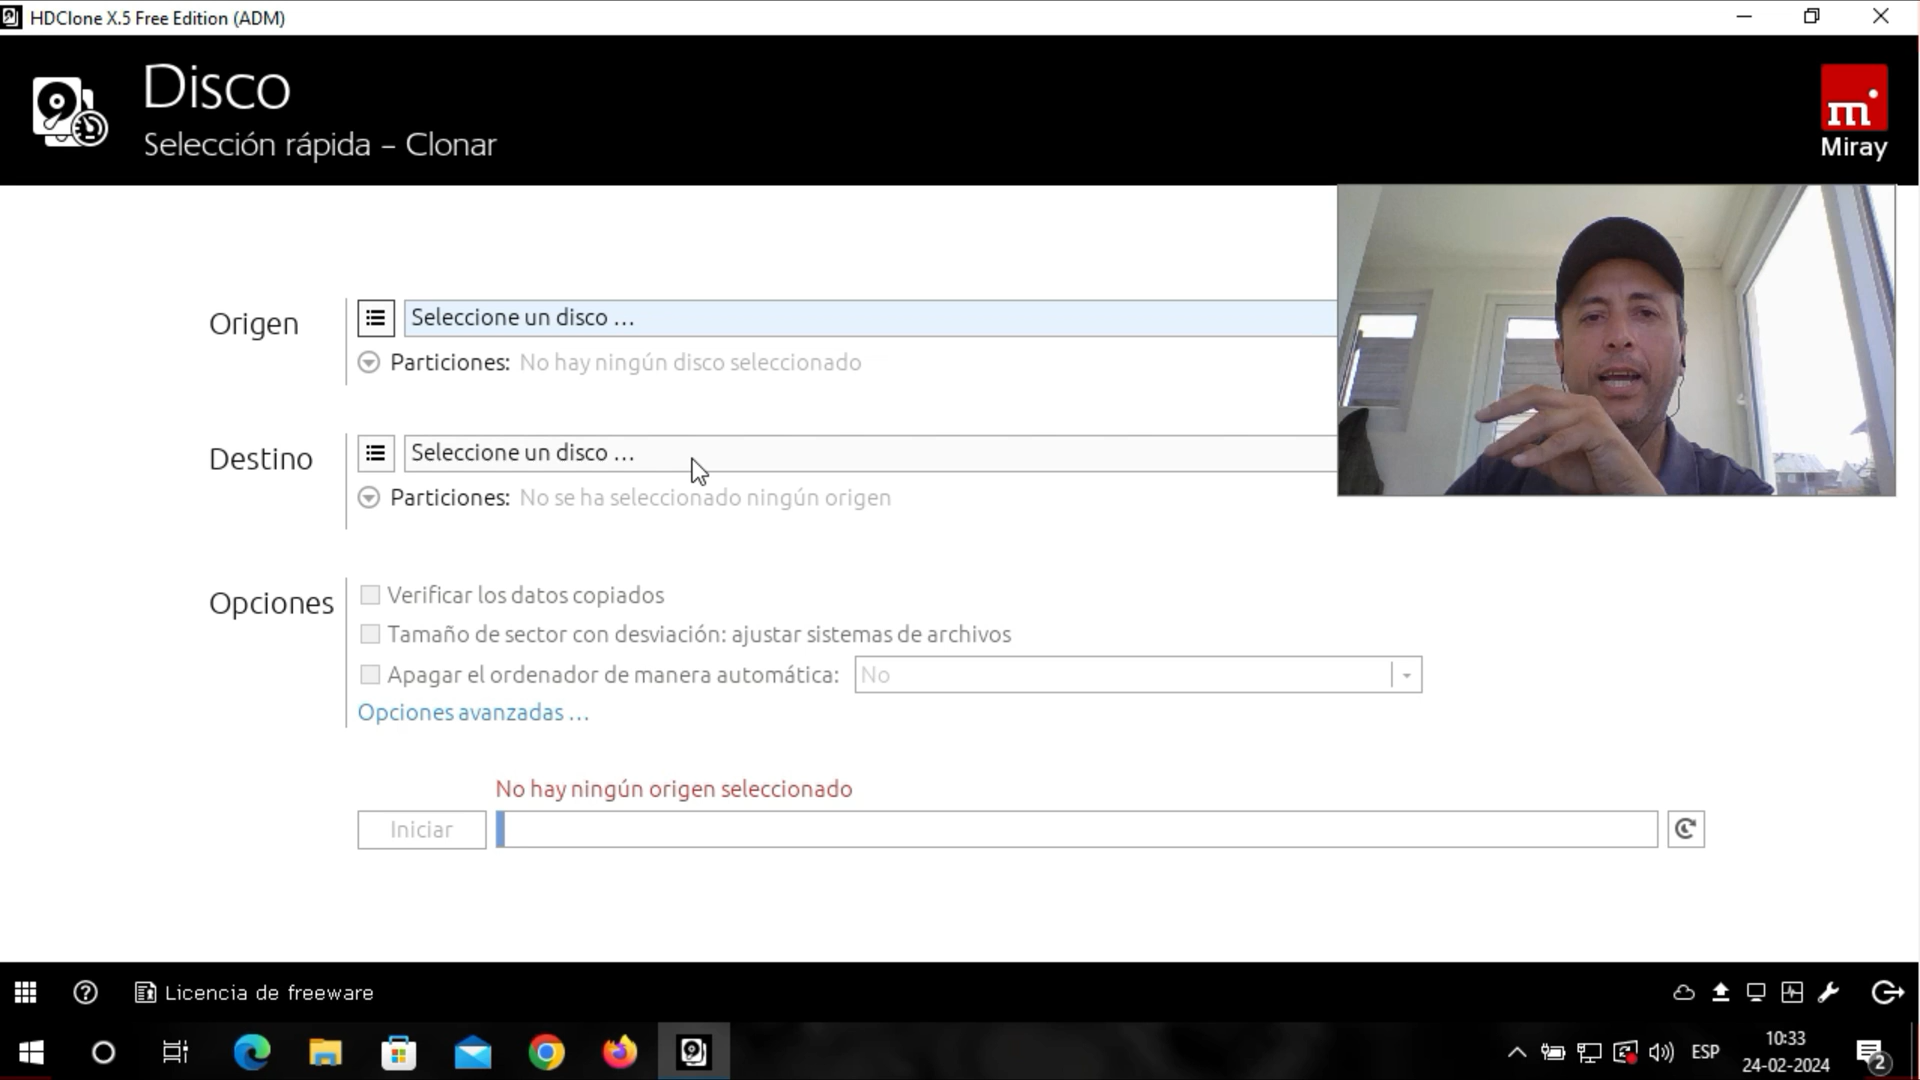 HDClone X.5 Free Edition (ADM)
Disco
Selección rápida – Clonar
m
Miray
Origen
Seleccione un disco ...
Particiones: No hay ningún disco seleccionado
Destino
Seleccione un disco ...
Particiones: No se ha seleccionado ningún origen
Opciones
Verificar los datos copiados
Tamaño de sector con desviación: ajustar sistemas de archivos
Apagar el ordenador de manera automática: No
Opciones avanzadas ...
No hay ningún origen seleccionado
Iniciar
Licencia de freeware
ESP
10:33
24-02-2024
2